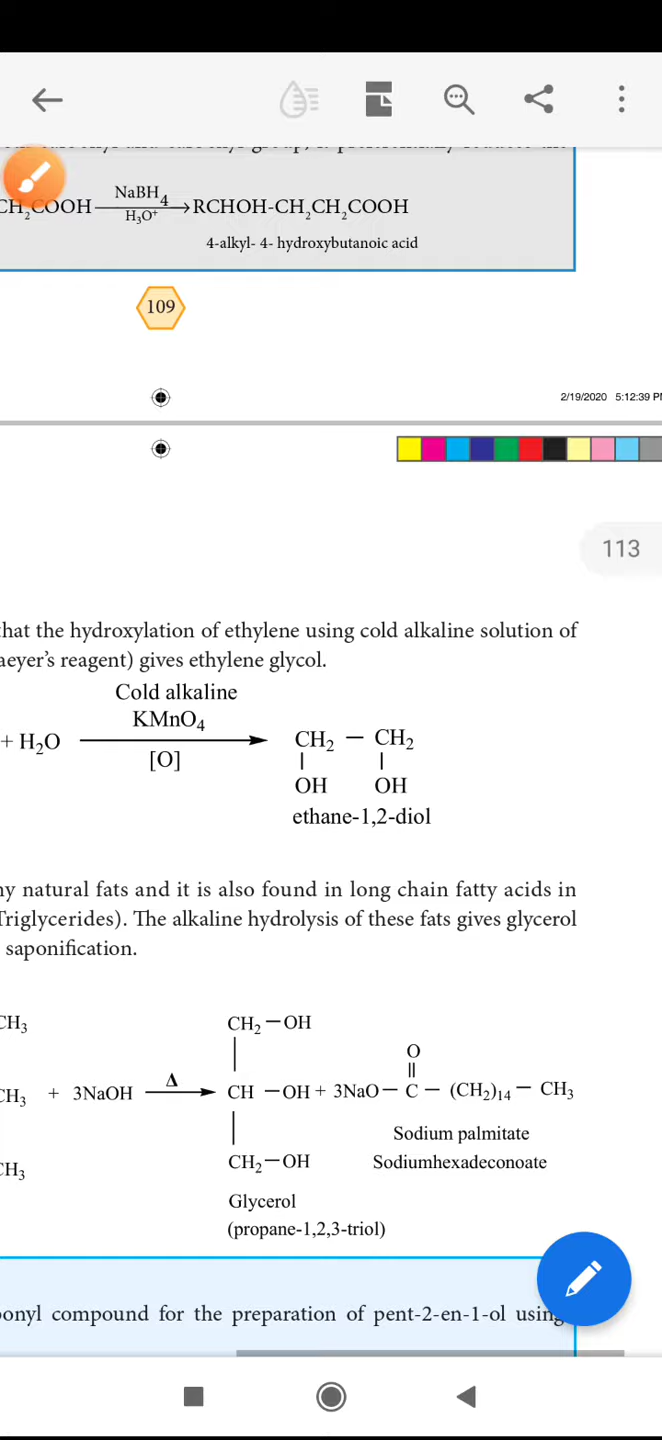 CH₂COOH NaBH₄ H₃O⁺ → RCHOH-CH₂CH₂COOH
4-alkyl- 4- hydroxybutanoic acid
109
2/19/2020 5:12:39 PM
113
that the hydroxylation of ethylene using cold alkaline solution of
aeyer's reagent) gives ethylene glycol.
Cold alkaline
KMnO₄
+ H₂O → CH₂ — CH₂
[O]
OH OH
ethane-1,2-diol
ny natural fats and it is also found in long chain fatty acids in
Triglycerides). The alkaline hydrolysis of these fats gives glycerol
saponification.
CH₃ CH₂—OH
O
CH₃ + 3NaOH Δ → CH —OH + 3NaO— C — (CH₂)₁₄ — CH₃
Sodium palmitate
CH₃ CH₂—OH Sodiumhexadeconoate
Glycerol
(propane-1,2,3-triol)
bonyl compound for the preparation of pent-2-en-1-ol using